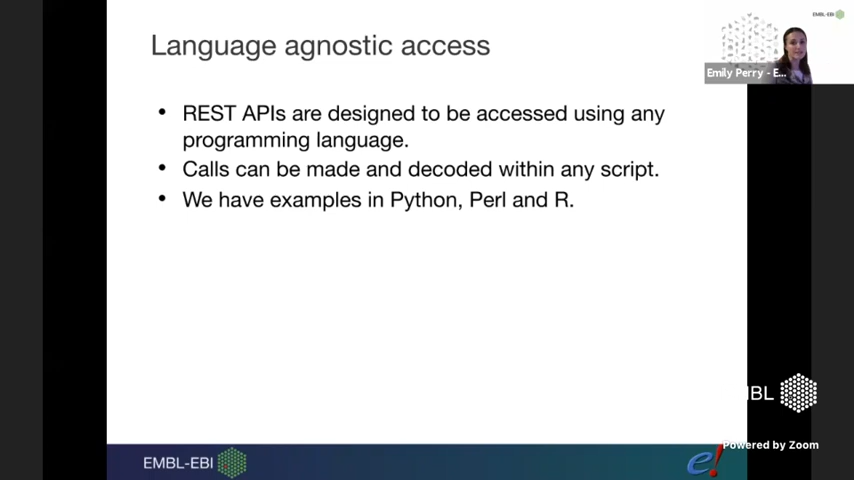 Language agnostic access
• REST APIs are designed to be accessed using any
programming language.
• Calls can be made and decoded within any script.
• We have examples in Python, Perl and R.
EMBL-EBI
Emily Perry - E...
BL
Powered by Zoom
EMBL-EBI
e!